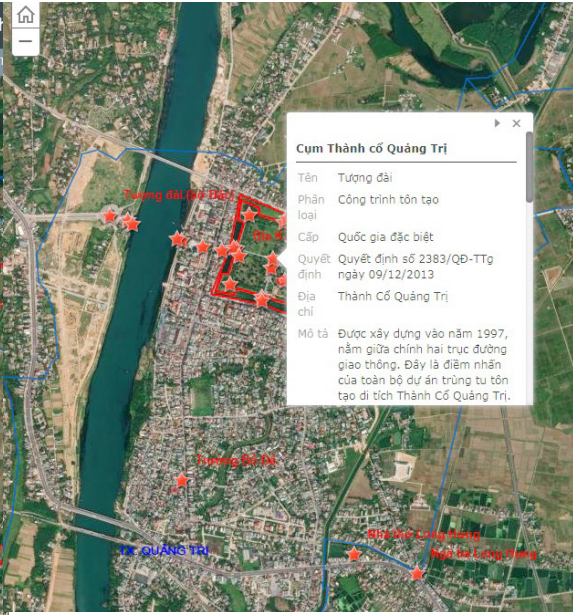 Cụm Thành cổ Quảng Trị
Tên Tượng đài
Phân loại Công trình tôn tạo
Cấp Quốc gia đặc biệt
Quyết định Quyết định số 2383/QĐ-TTg
ngày 09/12/2013
Địa chỉ Thành Cổ Quảng Trị
Mô tả Được xây dựng vào năm 1997,
nằm giữa chính hai trục đường
giao thông. Đây là điểm nhấn
của toàn bộ dự án trùng tu tôn
tạo di tích Thành Cổ Quảng Trị.
Tượng đài (bờ Bắc)
Trường Bồ Đề
Nhà thờ Long Hưng
Ngã ba Long Hưng
TX. QUẢNG TRỊ